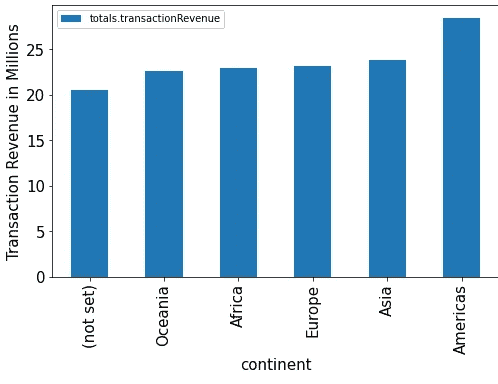 totals.transactionRevenue
Transaction Revenue in Millions
25
20
15
10
5
0
(not set)
Oceania
Africa
Europe
Asia
Americas
continent